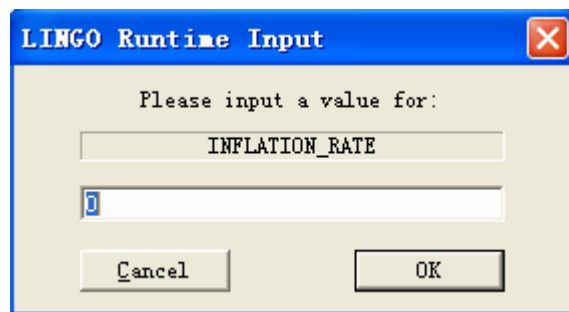 LINGO Runtime Input
Please input a value for:
INFLATION_RATE
0
Cancel
OK